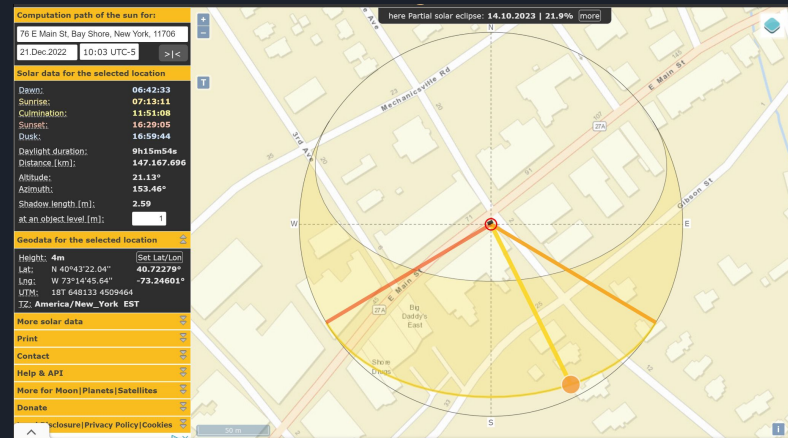 Computation path of the sun for:
76 E Main St, Bay Shore, New York, 11706
21.Dec.2022 10:03 UTC-5 >|<
Solar data for the selected location
Dawn: 06:42:33
Sunrise: 07:13:11
Culmination: 11:51:08
Sunset: 16:29:05
Dusk: 16:59:44
Daylight duration: 9h15m54s
Distance [km]: 147.167.696
Altitude: 21.13°
Azimuth: 153.46°
Shadow length [m]: 2.59
at an object level [m]: 1
Geodata for the selected location
Height: 4m Set Lat/Lon
Lat: N 40°43'22.04" 40.72279°
Lng: W 73°14'45.64" -73.24601°
UTM: 18T 648133 4509464
TZ: America/New_York EST
More solar data
Print
Contact
Help & API
More for Moon|Planets|Satellites
Donate
Disclosure|Privacy Policy|Cookies
+
−
T
here Partial solar eclipse: 14.10.2023 | 21.9% more
N
W
E
S
Mechanicsville Rd
3rd Ave
E Main St
27A
Gibson St
E Main St
27A
Big
Daddy's
East
Shore
Drugs
50 m
i